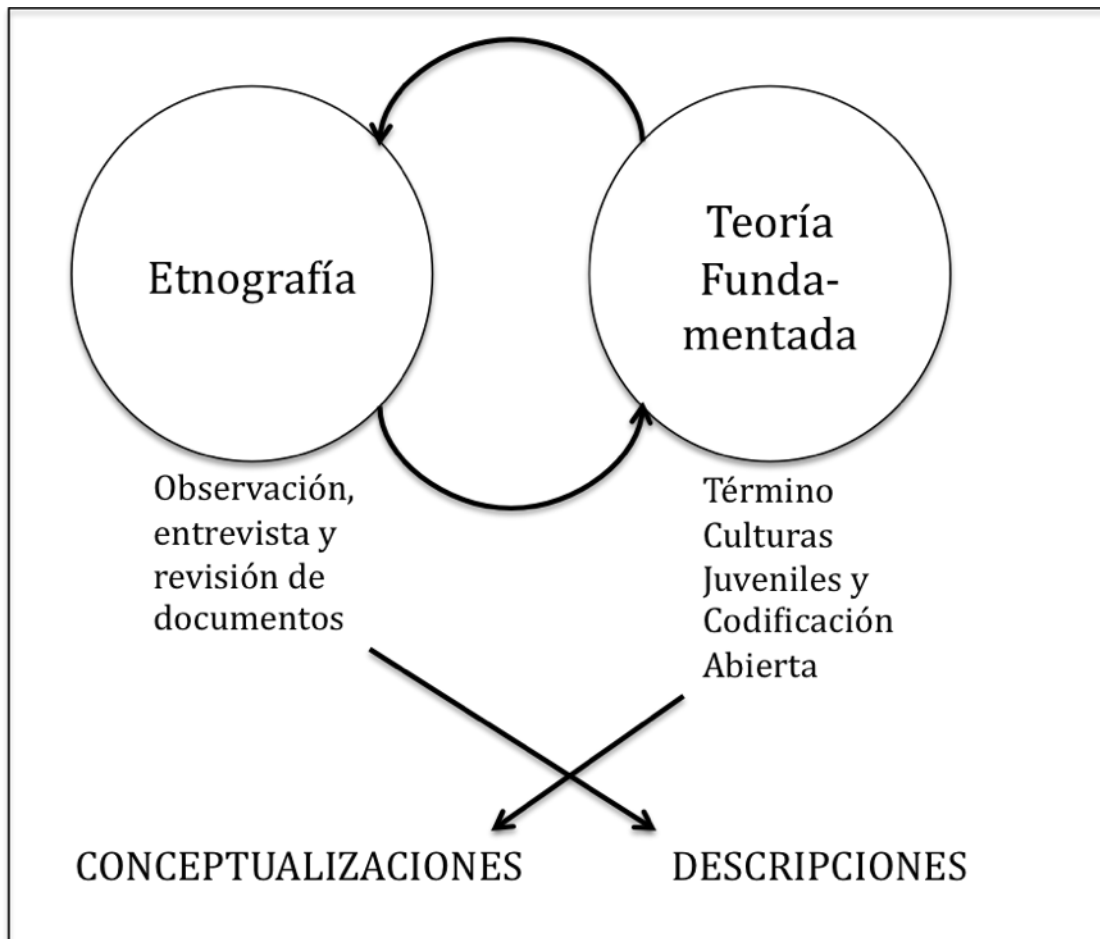 Etnografía
Teoría
Funda-
mentada
Observación,
entrevista y
revisión de
documentos
Término
Culturas
Juveniles y
Codificación
Abierta
CONCEPTUALIZACIONES
DESCRIPCIONES